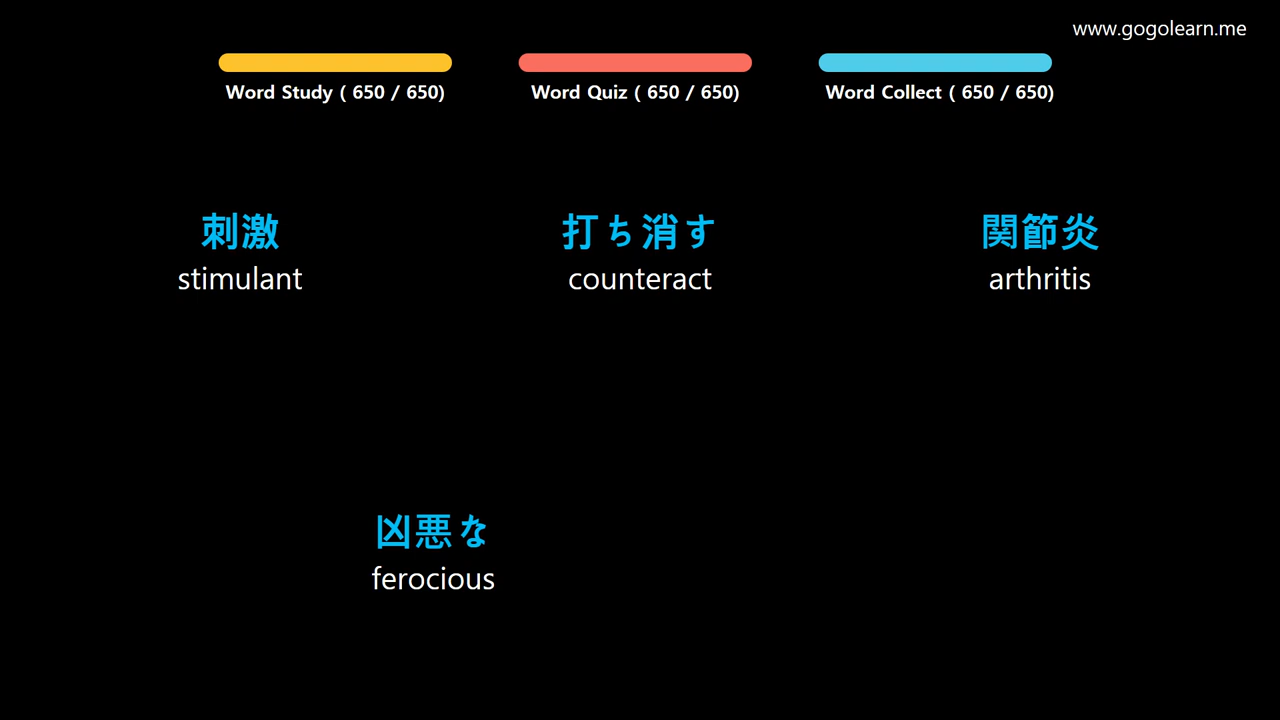 www.gogolearn.me
Word Study ( 650 / 650)
Word Quiz ( 650 / 650)
Word Collect ( 650 / 650)
刺激
stimulant
打ち消す
counteract
関節炎
arthritis
凶悪な
ferocious